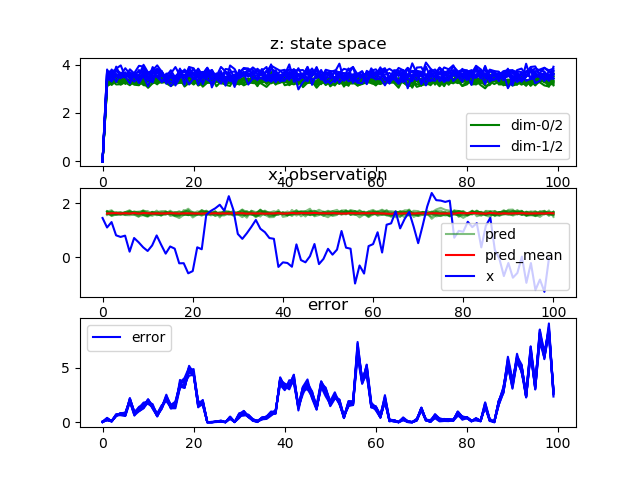 z: state space
4
2
0
dim-0/2
dim-1/2
0 20 40 60 80 100
x: observation
2
0
pred
pred_mean
x
0 20 40 60 80 100
error
5
0
error
0 20 40 60 80 100